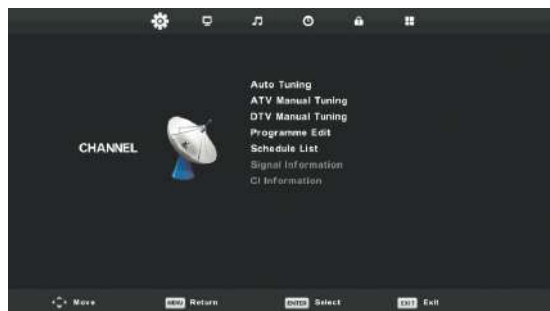 Auto Tuning
ATV Manual Tuning
DTV Manual Tuning
Programme Edit
CHANNEL
Schedule List
Signal Information
CI Information
Move
MENU Return
ENTER Select
EXIT Exit